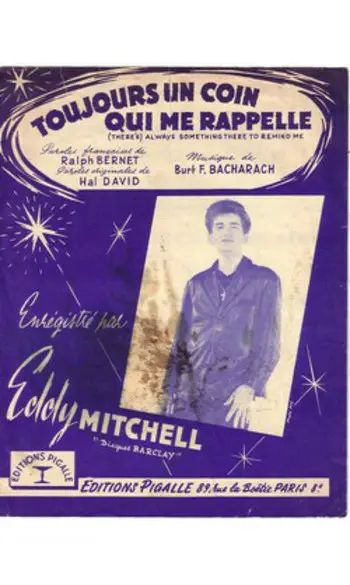 TOUJOURS UN COIN
QUI ME RAPPELLE
(THERE'S) ALWAYS SOMETHING THERE TO REMIND ME
Paroles françaises de
Ralph BERNET
Paroles originales de
Hal DAVID
Musique de
Burt F. BACHARACH
Enrégistré par
Eddy MITCHELL
"Disques BARCLAY"
EDITIONS PIGALLE
EDITIONS PIGALLE 89, rue la Boëtie PARIS 8e